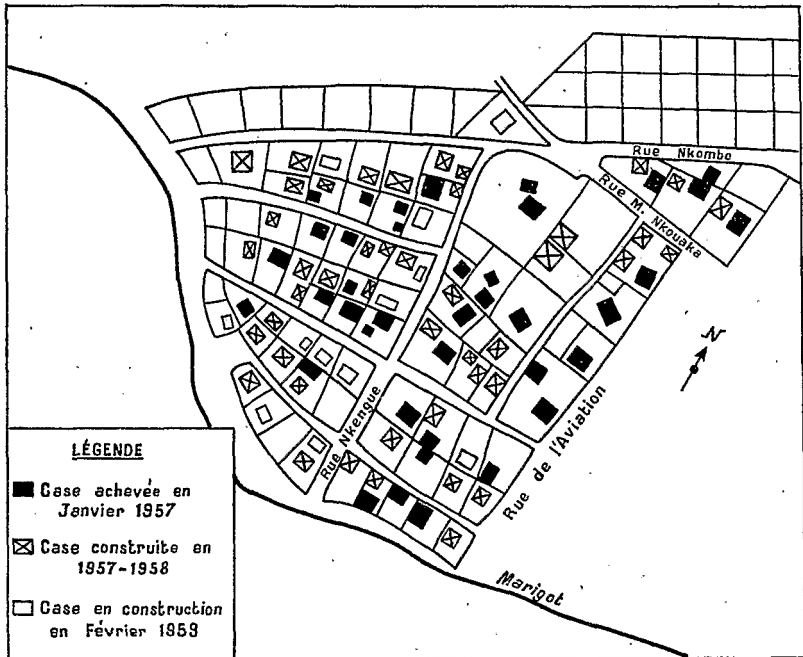 Rue Nkombo
Rue M. Nkouaka
N
Rue Nkengue
Rue de l'Aviation
Marigot
LÉGENDE
Case achevée en
Janvier 1957
Case construite en
1957-1958
Case en construction
en Février 1959